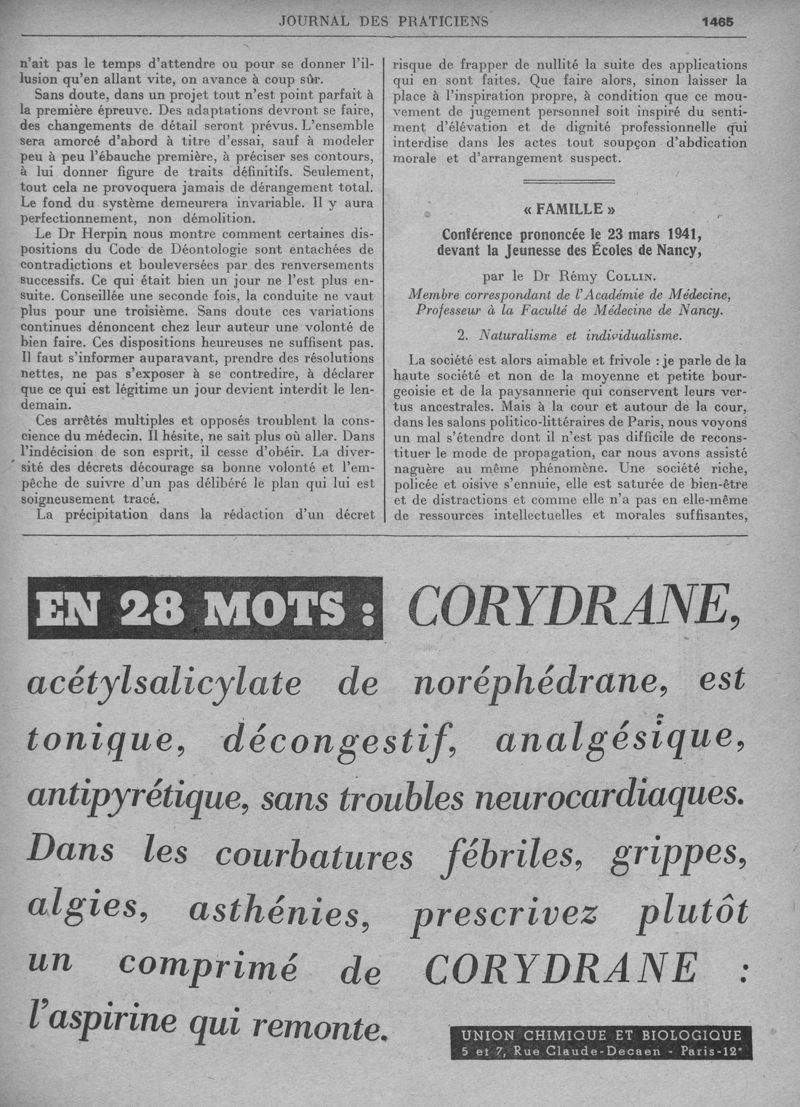 JOURNAL DES PRATICIENS 1465
n'ait pas le temps d'attendre ou pour se donner l'il-
lusion qu'en allant vite, on avance à coup sûr.
Sans doute, dans un projet tout n'est point parfait à
la première épreuve. Des adaptations devront se faire,
des changements de détail seront prévus. L'ensemble
sera amorcé d'abord à titre d'essai, sauf à modeler
peu à peu l'ébauche première, à préciser ses contours,
à lui donner figure de traits définitifs. Seulement,
tout cela ne provoquera jamais de dérangement total.
Le fond du système demeurera invariable. Il y aura
perfectionnement, non démolition.
Le Dr Herpin nous montre comment certaines dis-
positions du Code de Déontologie sont entachées de
contradictions et bouleversées par des renversements
successifs. Ce qui était bien un jour ne l'est plus en-
suite. Conseillée une seconde fois, la conduite ne vaut
plus pour une troisième. Sans doute ces variations
continues dénoncent chez leur auteur une volonté de
bien faire. Ces dispositions heureuses ne suffisent pas.
Il faut s'informer auparavant, prendre des résolutions
nettes, ne pas s'exposer à se contredire, à déclarer
que ce qui est légitime un jour devient interdit le len-
demain.
Ces arrêtés multiples et opposés troublent la cons-
cience du médecin. Il hésite, ne sait plus où aller. Dans
l'indécision de son esprit, il cesse d'obéir. La diver-
sité des décrets décourage sa bonne volonté et l'em-
pêche de suivre d'un pas délibéré le plan qui lui est
soigneusement tracé.
La précipitation dans la rédaction d'un décret
risque de frapper de nullité la suite des applications
qui en sont faites. Que faire alors, sinon laisser la
place à l'inspiration propre, à condition que ce mou-
vement de jugement personnel soit inspiré du senti-
ment d'élévation et de dignité professionnelle qui
interdise dans les actes tout soupçon d'abdication
morale et d'arrangement suspect.
« FAMILLE »
Conférence prononcée le 23 mars 1941,
devant la Jeunesse des Écoles de Nancy,
par le Dr Rémy COLLIN.
Membre correspondant de l'Académie de Médecine,
Professeur à la Faculté de Médecine de Nancy.
2. Naturalisme et individualisme.
La société est alors aimable et frivole : je parle de la
haute société et non de la moyenne et petite bour-
geoisie et de la paysannerie qui conservent leurs ver-
tus ancestrales. Mais à la cour et autour de la cour,
dans les salons politico-littéraires de Paris, nous voyons
un mal s'étendre dont il n'est pas difficile de recons-
tituer le mode de propagation, car nous avons assisté
naguère au même phénomène. Une société riche,
policée et oisive s'ennuie, elle est saturée de bien-être
et de distractions et comme elle n'a pas en elle-même
de ressources intellectuelles et morales suffisantes,
EN 28 MOTS : CORYDRANE,
acétylsalicylate de noréphédrane, est
tonique, décongestif, analgésique,
antipyrétique, sans troubles neurocardiaques.
Dans les courbatures fébriles, grippes,
algies, asthénies, prescrivez plutôt
un comprimé de CORYDRANE :
l'aspirine qui remonte.
UNION CHIMIQUE ET BIOLOGIQUE
5 et 7, Rue Claude-Decaen - Paris-12e